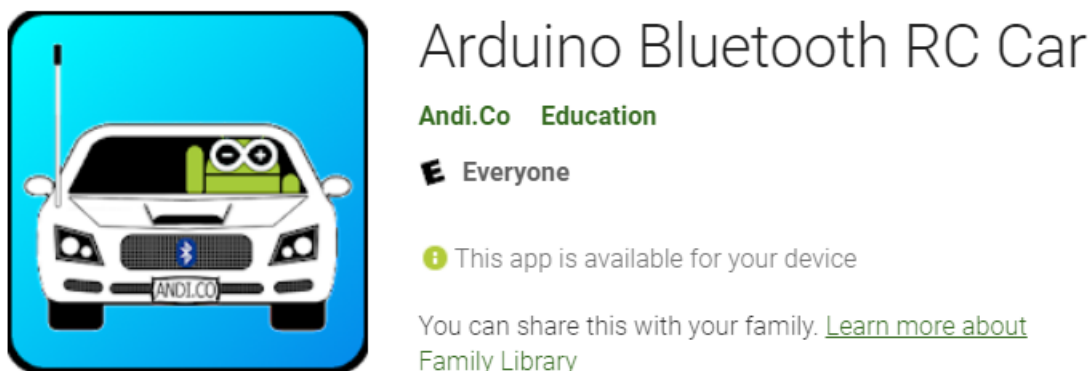 Arduino Bluetooth RC Car
Andi.Co Education
E Everyone
This app is available for your device
You can share this with your family. Learn more about
Family Library
ANDI.CO